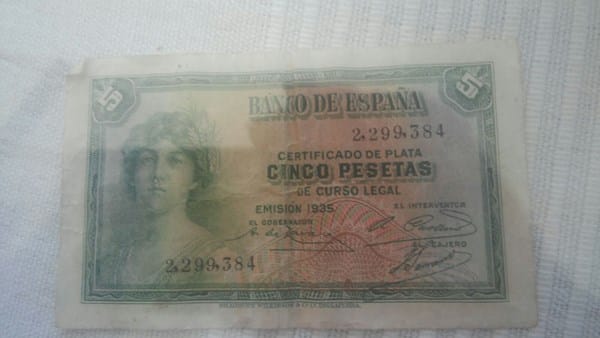 5
5
BANCO DE ESPAÑA
2,299,384
CERTIFICADO DE PLATA
CINCO PESETAS
DE CURSO LEGAL
EMISION 1935
EL INTERVENTOR
EL GOBERNADOR
EL CAJERO
2,299,384